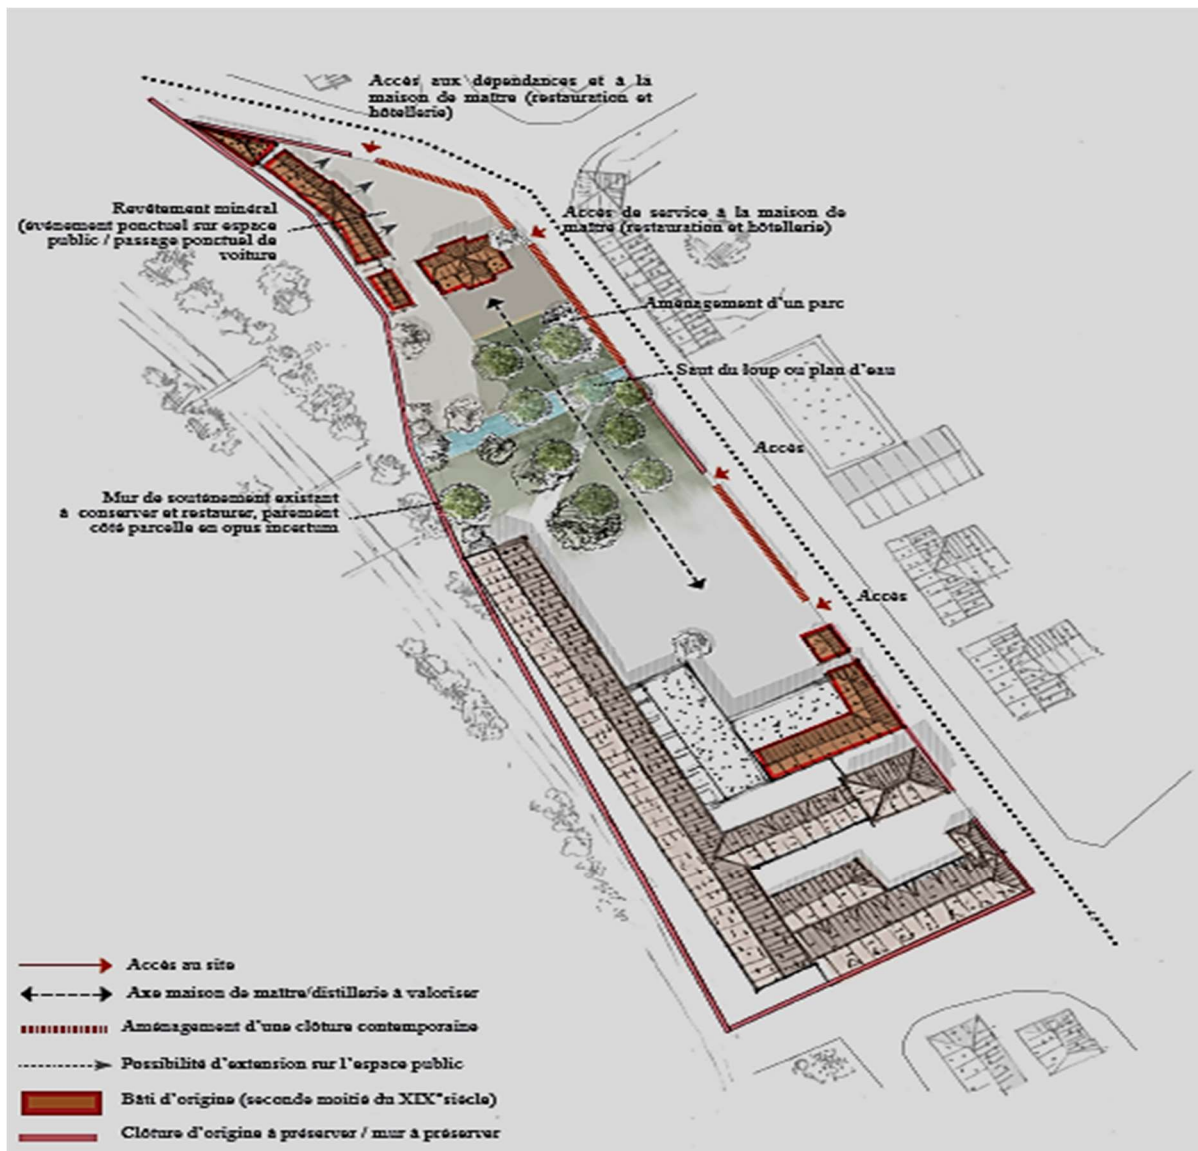 Accès aux dépendances et à la
maison de maître (restauration et
hôtellerie)
Revêtement minéral
(événement ponctuel sur espace
public / passage ponctuel de
voiture
Accès de service à la maison de
maître (restauration et hôtellerie)
Aménagement d'un parc
Saut du loup ou plan d'eau
Accès
Mur de soutènement existant
à conserver et restaurer, parement
côté parcelle en opus incertum
Accès
Accès au site
Axe maison de maître/distillerie à valoriser
Aménagement d'une clôture contemporaine
Possibilité d'extension sur l'espace public
Bâti d'origine (seconde moitié du XIX° siècle)
Clôture d'origine à préserver / mur à préserver